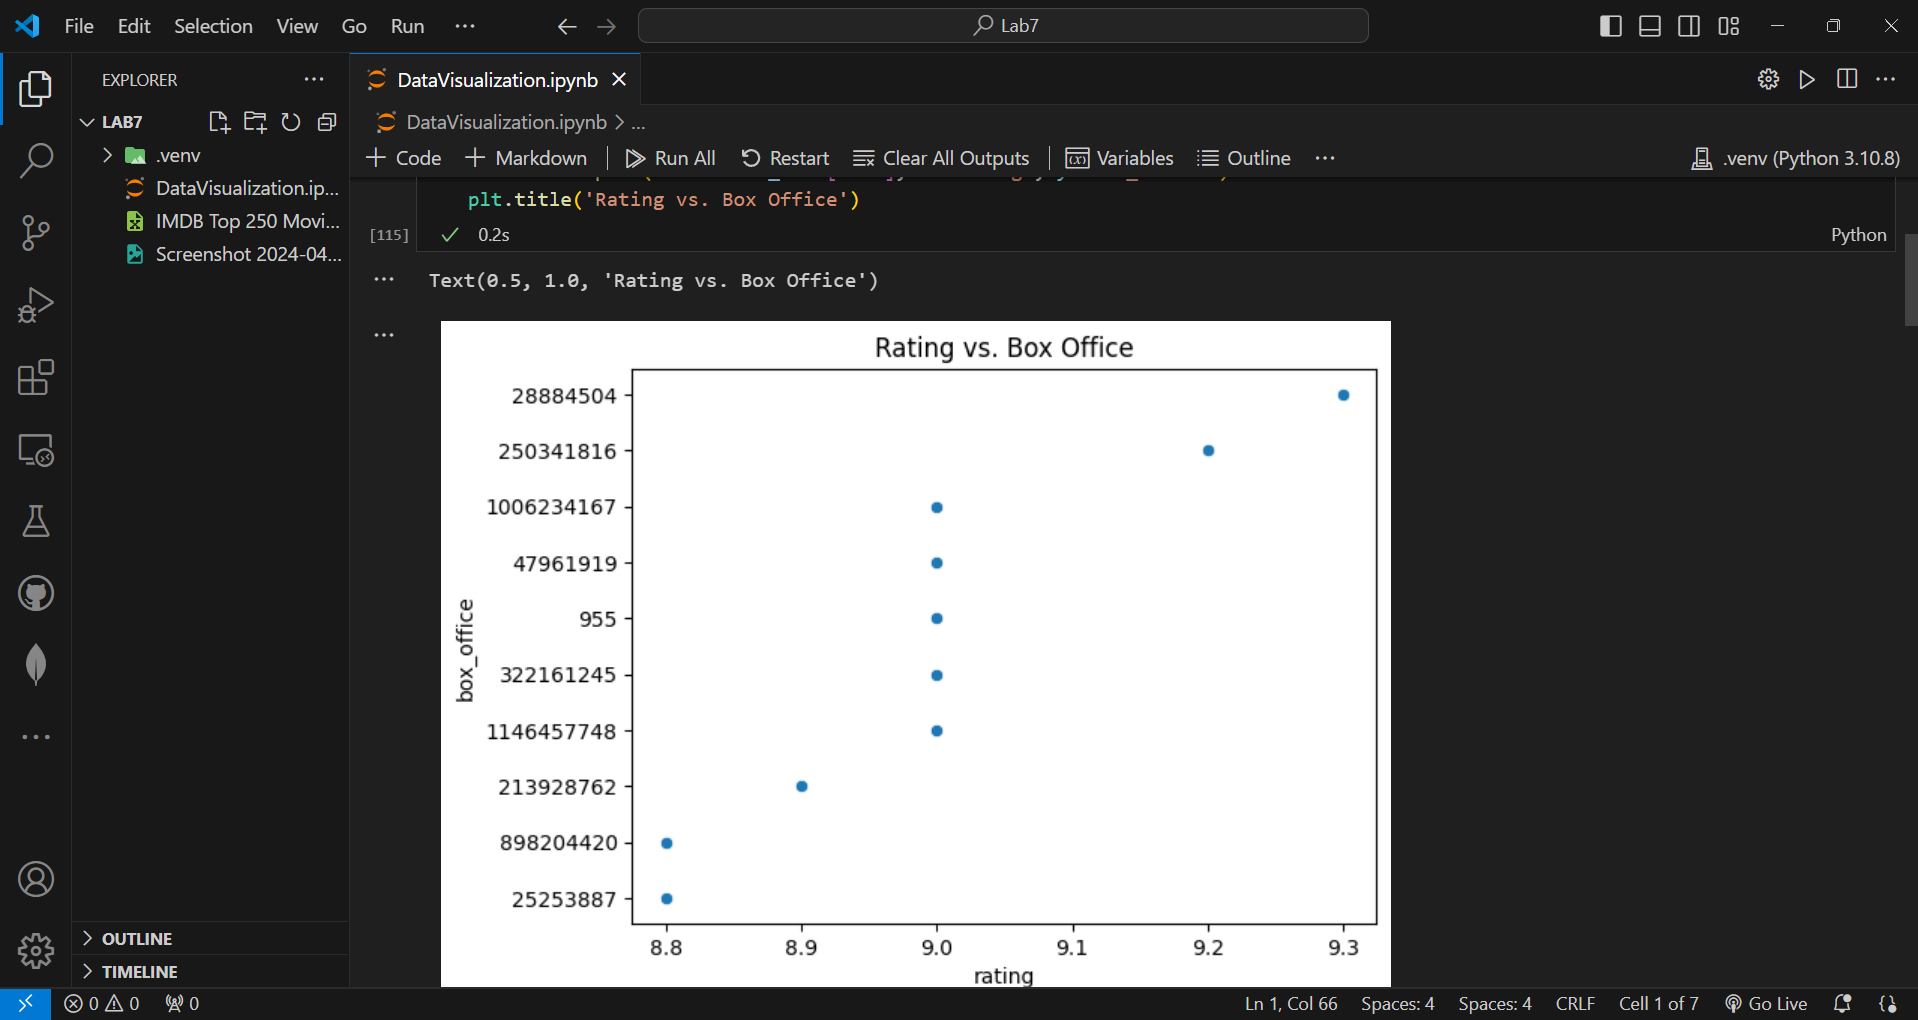 File Edit Selection View Go Run ... Lab7
EXPLORER
LAB7
.venv
DataVisualization.ip...
IMDB Top 250 Movi...
Screenshot 2024-04...
OUTLINE
TIMELINE
DataVisualization.ipynb
DataVisualization.ipynb > ...
Code Markdown Run All Restart Clear All Outputs Variables Outline ... .venv (Python 3.10.8)
plt.title('Rating vs. Box Office')
[115] 0.2s Python
Text(0.5, 1.0, 'Rating vs. Box Office')
Rating vs. Box Office
28884504
250341816
1006234167
47961919
955
322161245
1146457748
213928762
898204420
25253887
box_office
8.8 8.9 9.0 9.1 9.2 9.3
rating
0 0 0 Ln 1, Col 66 Spaces: 4 Spaces: 4 CRLF Cell 1 of 7 Go Live